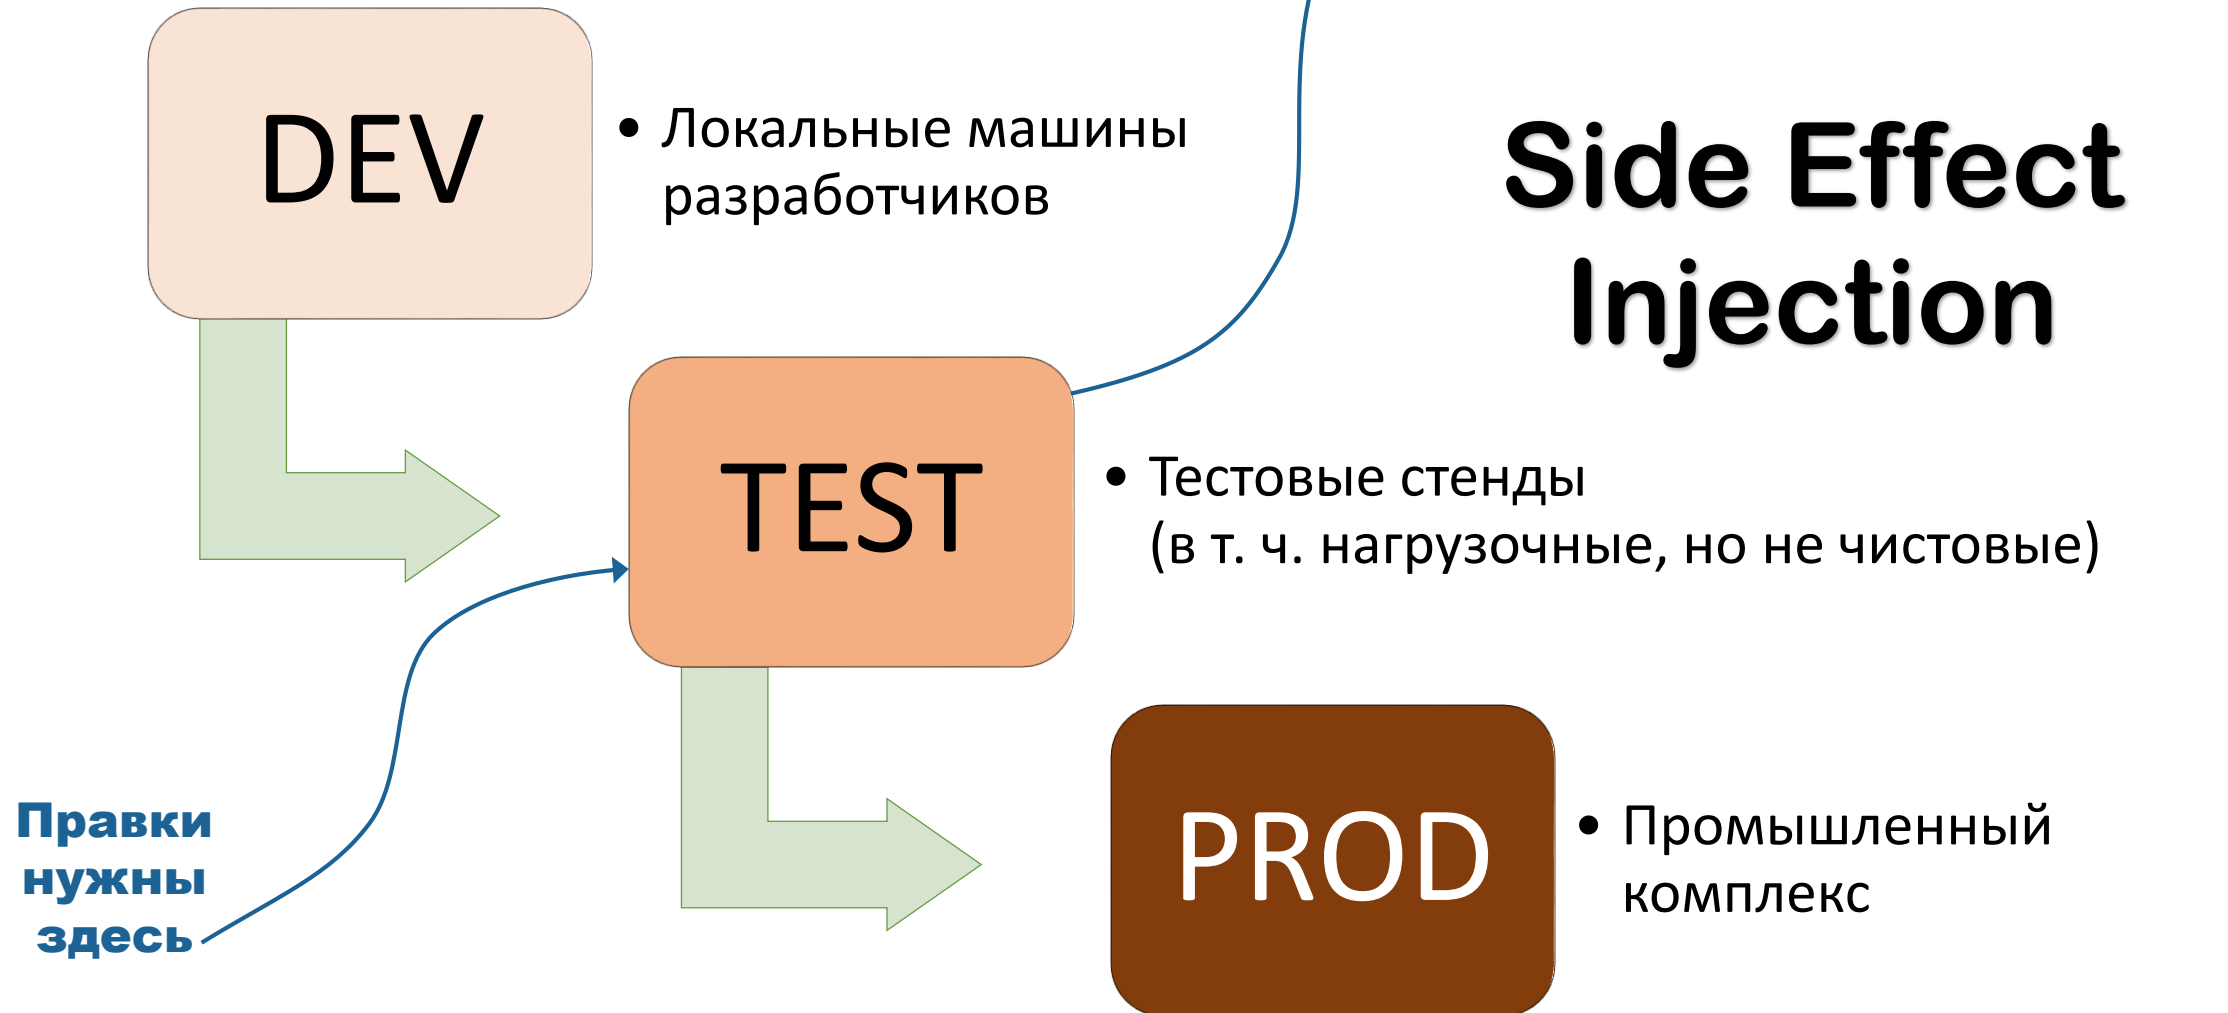 DEV
• Локальные машины
разработчиков
Side Effect
Injection
TEST
• Тестовые стенды
(в т. ч. нагрузочные, но не чистовые)
Правки
нужны
здесь
PROD
• Промышленный
комплекс